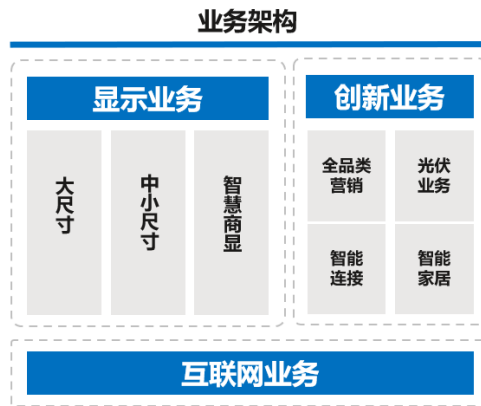 业务架构
显示业务
大尺寸
中小尺寸
智慧商显
创新业务
全品类
营销
光伏
业务
智能
连接
智能
家居
互联网业务